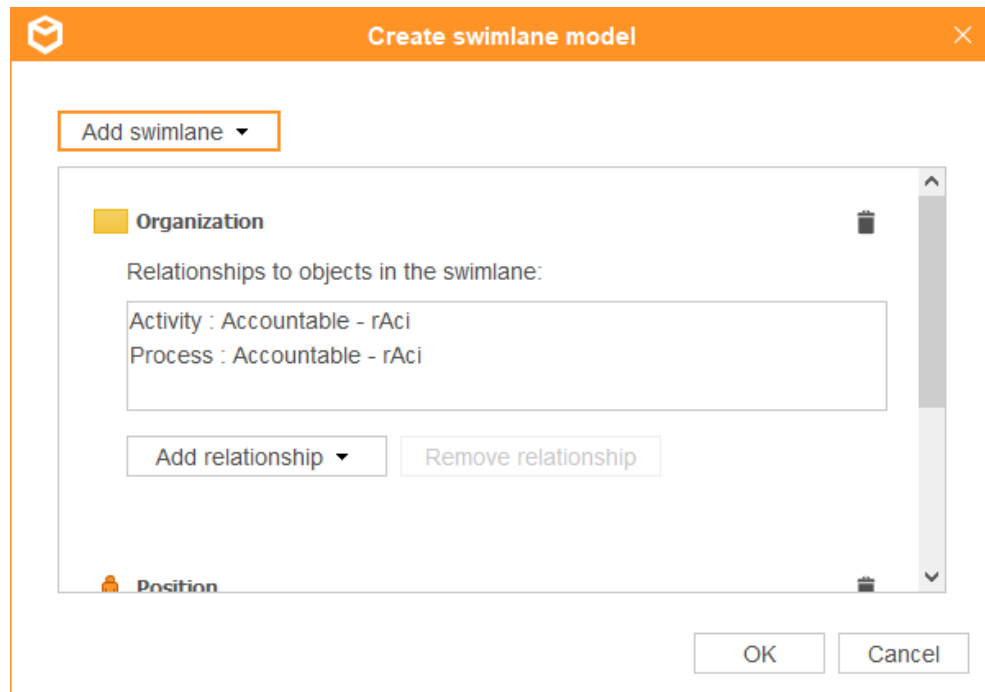 Create swimlane model
Add swimlane
Organization
Relationships to objects in the swimlane:
Activity : Accountable - rAci
Process : Accountable - rAci
Add relationship
Remove relationship
Position
OK
Cancel